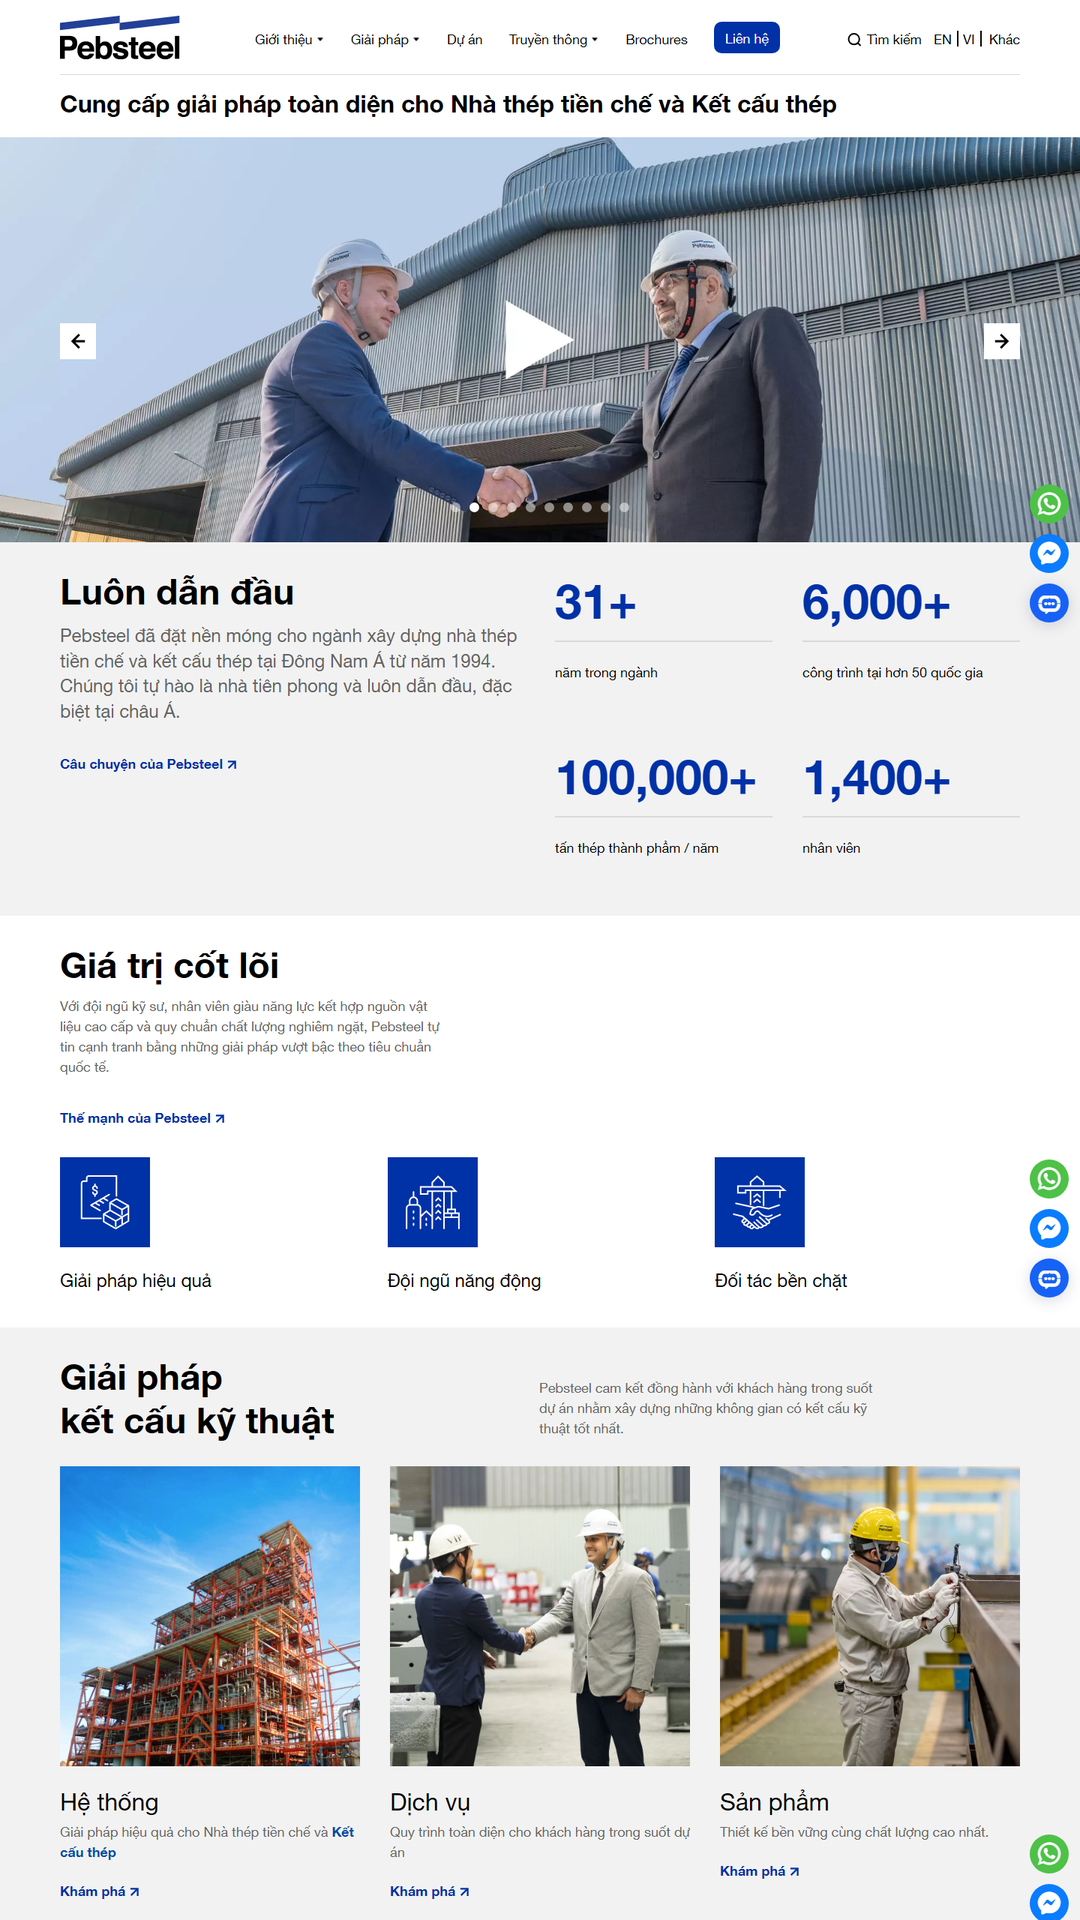 Pebsteel
Giới thiệu
Giải pháp
Dự án
Truyền thông
Brochures
Liên hệ
Tìm kiếm
EN | VI | Khác
Cung cấp giải pháp toàn diện cho Nhà thép tiền chế và Kết cấu thép
Pebsteel
Luôn dẫn đầu
Pebsteel đã đặt nền móng cho ngành xây dựng nhà thép
tiền chế và kết cấu thép tại Đông Nam Á từ năm 1994.
Chúng tôi tự hào là nhà tiên phong và luôn dẫn đầu, đặc
biệt tại châu Á.
Câu chuyện của Pebsteel
31+
năm trong ngành
6,000+
công trình tại hơn 50 quốc gia
100,000+
tấn thép thành phẩm / năm
1,400+
nhân viên
Giá trị cốt lõi
Với đội ngũ kỹ sư, nhân viên giàu năng lực kết hợp nguồn vật
liệu cao cấp và quy chuẩn chất lượng nghiêm ngặt, Pebsteel tự
tin cạnh tranh bằng những giải pháp vượt bậc theo tiêu chuẩn
quốc tế.
Thế mạnh của Pebsteel
Giải pháp hiệu quả
Đội ngũ năng động
Đối tác bền chặt
Giải pháp
kết cấu kỹ thuật
Pebsteel cam kết đồng hành với khách hàng trong suốt
dự án nhằm xây dựng những không gian có kết cấu kỹ
thuật tốt nhất.
VIP
Hệ thống
Giải pháp hiệu quả cho Nhà thép tiền chế và Kết
cấu thép
Khám phá
Dịch vụ
Quy trình toàn diện cho khách hàng trong suốt dự
án
Khám phá
Sản phẩm
Thiết kế bền vững cùng chất lượng cao nhất.
Khám phá